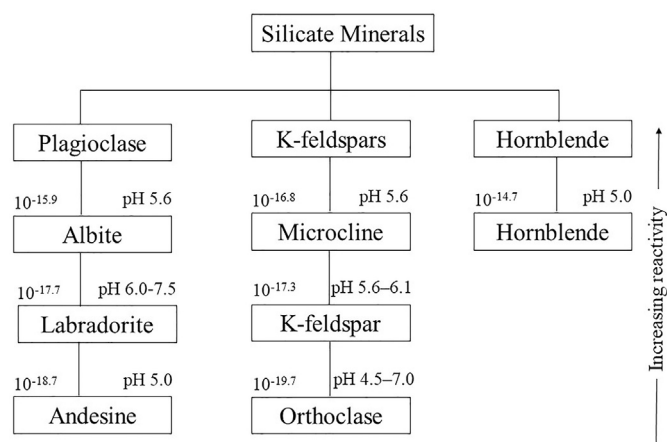 Silicate Minerals
Plagioclase K-feldspars Hornblende
10-15.9 pH 5.6 10-16.8 pH 5.6 10-14.7 pH 5.0
Albite Microcline Hornblende
10-17.7 pH 6.0-7.5 10-17.3 pH 5.6–6.1
Labradorite K-feldspar
10-18.7 pH 5.0 10-19.7 pH 4.5–7.0
Andesine Orthoclase
Increasing reactivity